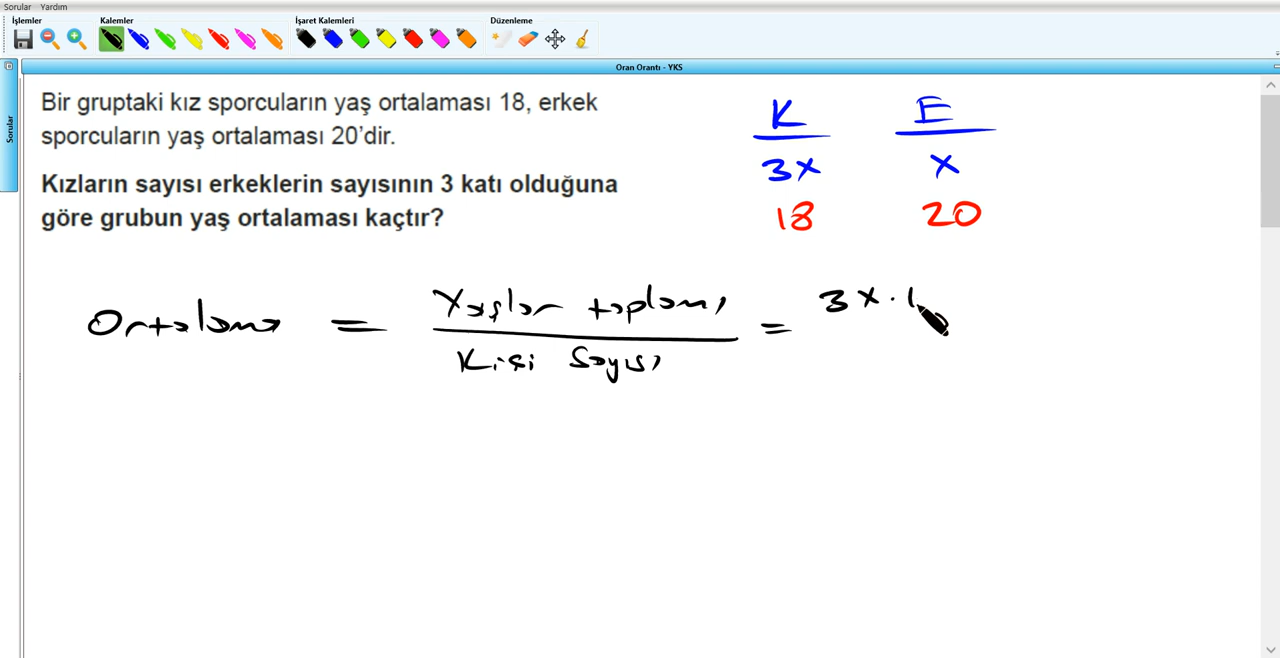 Sorular Yardım
İşlemler Kalemler İşaret Kalemleri Düzenleme
Oran Orantı - YKS
Sorular
Bir gruptaki kız sporcuların yaş ortalaması 18, erkek
sporcuların yaş ortalaması 20'dir.
Kızların sayısı erkeklerin sayısının 3 katı olduğuna
göre grubun yaş ortalaması kaçtır?
K E
3x x
18 20
Ortalama = Yaşlar toplamı = 3x . 1
Kişi Sayısı